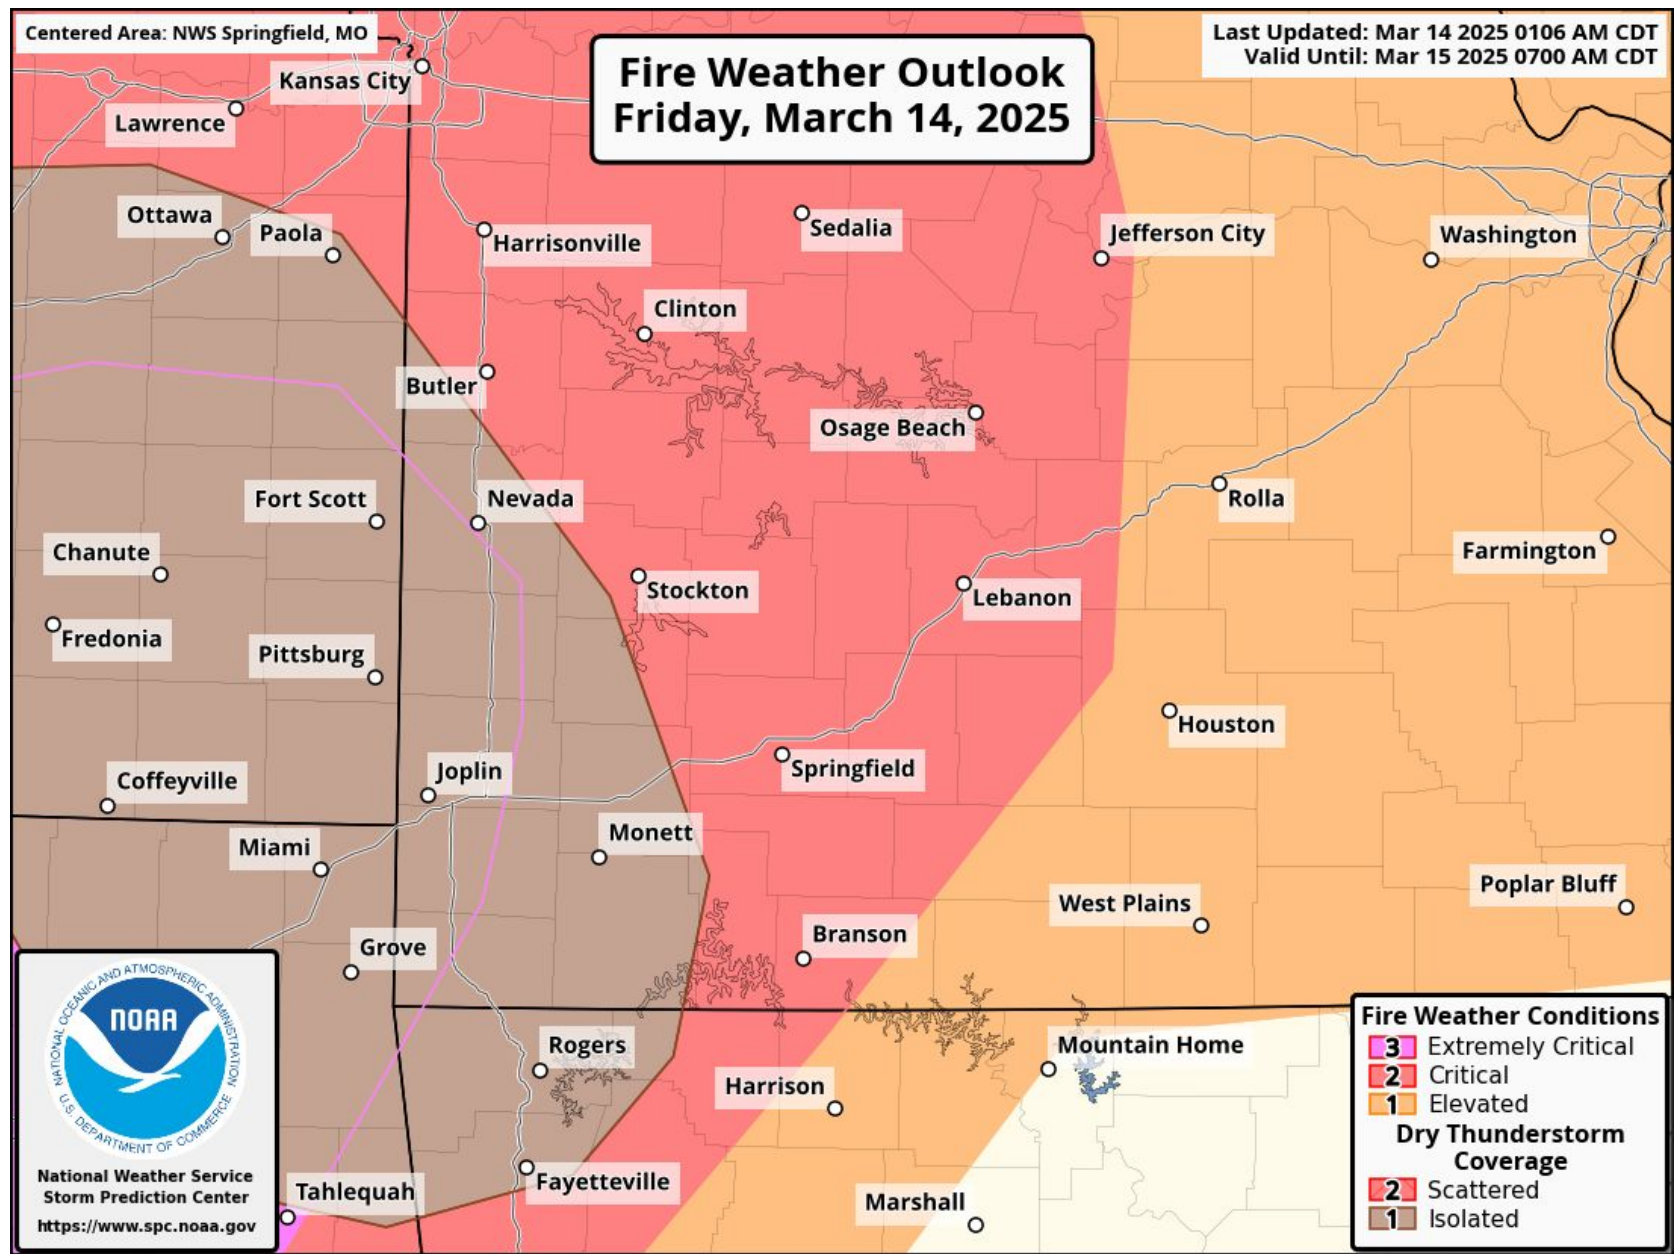 Centered Area: NWS Springfield, MO
Last Updated: Mar 14 2025 0106 AM CDT
Valid Until: Mar 15 2025 0700 AM CDT
Fire Weather Outlook
Friday, March 14, 2025
Kansas City
Lawrence
Ottawa
Paola
Harrisonville
Sedalia
Jefferson City
Washington
Clinton
Butler
Osage Beach
Fort Scott
Nevada
Rolla
Chanute
Farmington
Stockton
Lebanon
Fredonia
Pittsburg
Houston
Coffeyville
Joplin
Springfield
Miami
Monett
Poplar Bluff
West Plains
Branson
Grove
Rogers
Mountain Home
Harrison
Tahlequah
Fayetteville
Marshall
NATIONAL OCEANIC AND ATMOSPHERIC ADMINISTRATION
NOAA
U.S. DEPARTMENT OF COMMERCE
National Weather Service
Storm Prediction Center
https://www.spc.noaa.gov
Fire Weather Conditions
3 Extremely Critical
2 Critical
1 Elevated
Dry Thunderstorm
Coverage
2 Scattered
1 Isolated